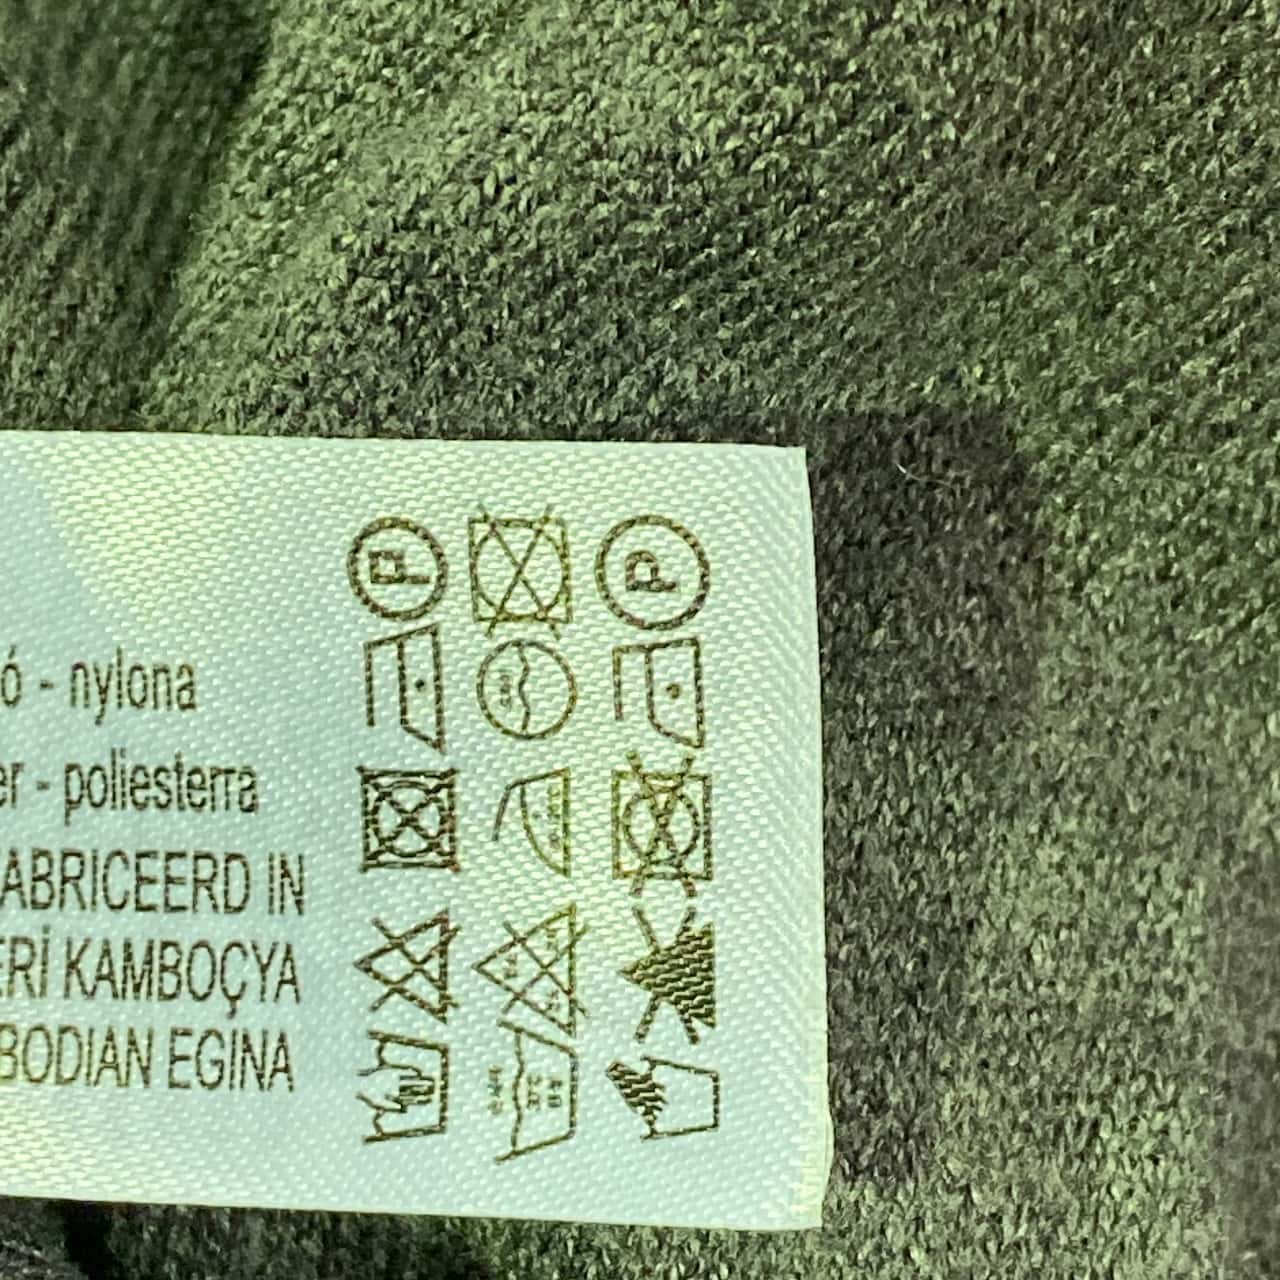 ó - nylona
er - poliesterra
ABRICEERD IN
ERİ KAMBOÇYA
BODIAN EGINA
P
P